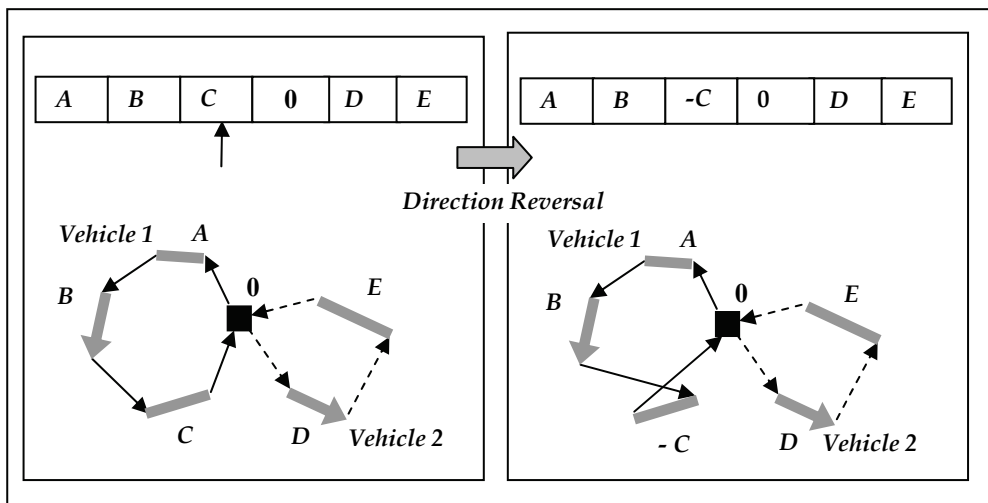 A B C 0 D E
A B -C 0 D E
Direction Reversal
Vehicle 1 A
B
0
E
C
D
Vehicle 2
Vehicle 1 A
B
0
E
- C
D
Vehicle 2